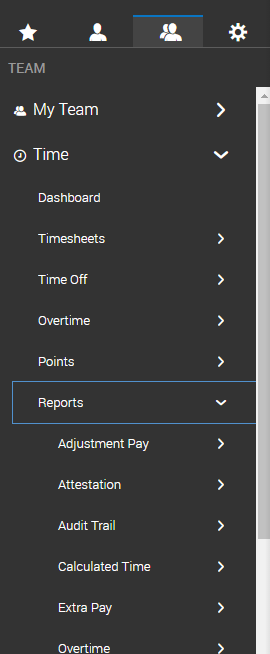 TEAM
My Team
Time
Dashboard
Timesheets
Time Off
Overtime
Points
Reports
Adjustment Pay
Attestation
Audit Trail
Calculated Time
Extra Pay
Overtime